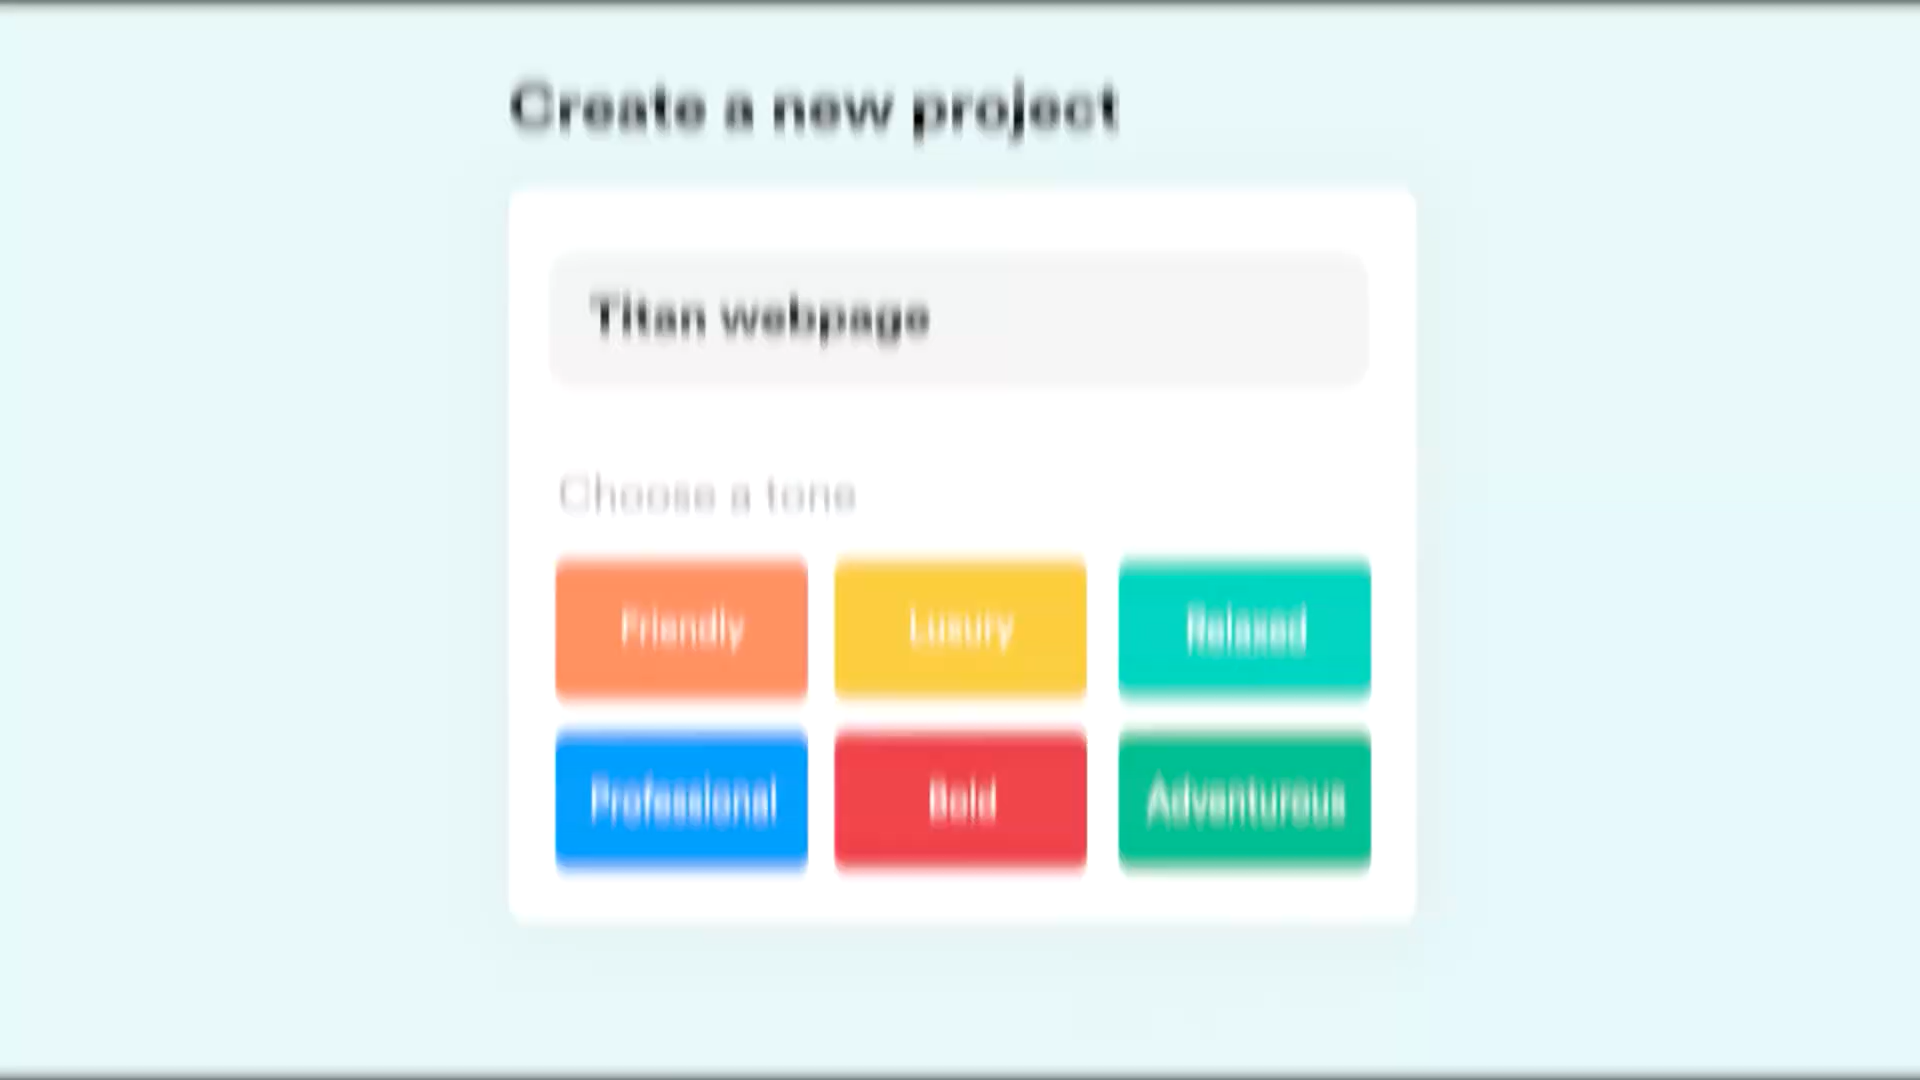 Create a new project
Titan webpage
Choose a tone
Friendly Luxury Relaxed
Professional Bold Adventurous